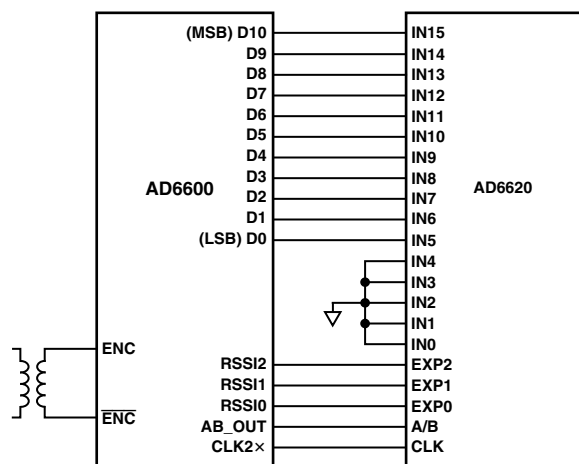 (MSB) D10 IN15
D9 IN14
D8 IN13
D7 IN12
D6 IN11
D5 IN10
D4 IN9
D3 IN8
AD6600 AD6620
D2 IN7
D1 IN6
(LSB) D0 IN5
IN4
IN3
IN2
IN1
IN0
ENC
RSSI2 EXP2
RSSI1 EXP1
RSSI0 EXP0
ENC
AB_OUT A/B
CLK2× CLK